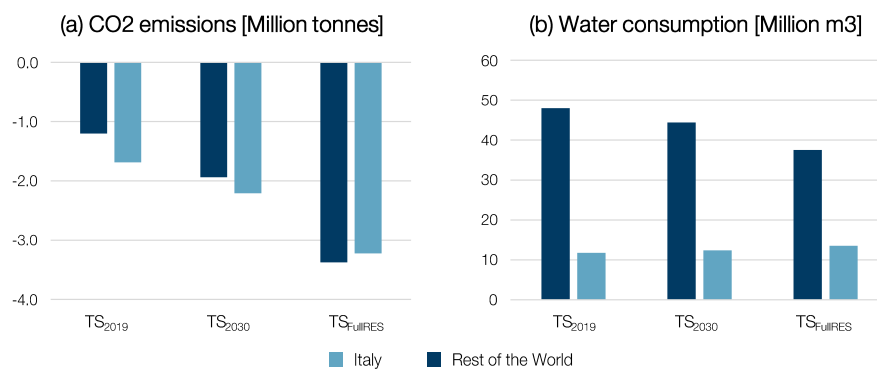 (a) CO2 emissions [Million tonnes]
0.0
-1.0
-2.0
-3.0
-4.0
TS2019 TS2030 TSFullRES
(b) Water consumption [Million m3]
60
50
40
30
20
10
0
TS2019 TS2030 TSFullRES
Italy Rest of the World